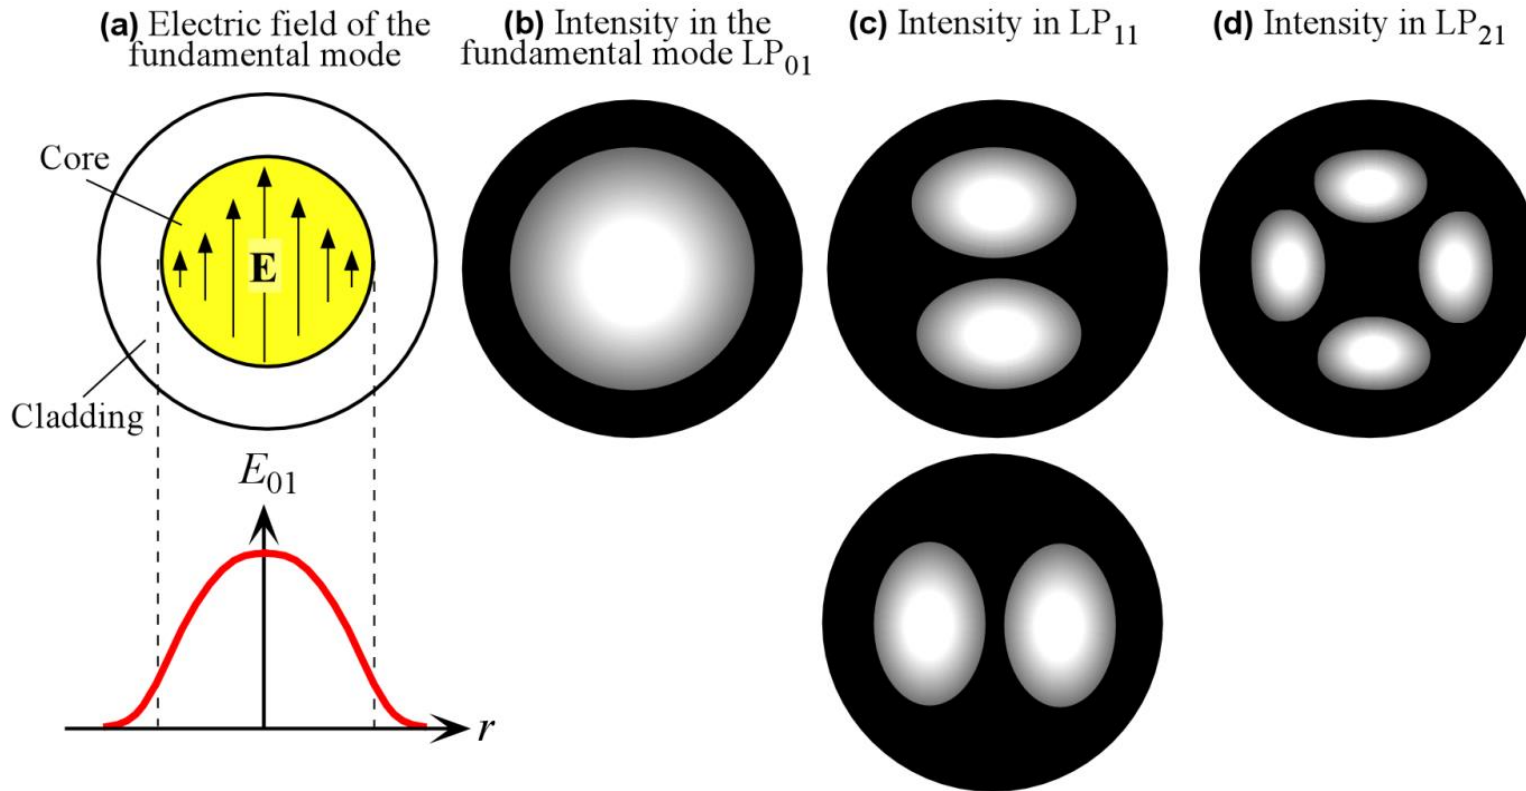 (a) Electric field of the
fundamental mode
(b) Intensity in the
fundamental mode LP01
(c) Intensity in LP11
(d) Intensity in LP21
Core
E
Cladding
E01
r